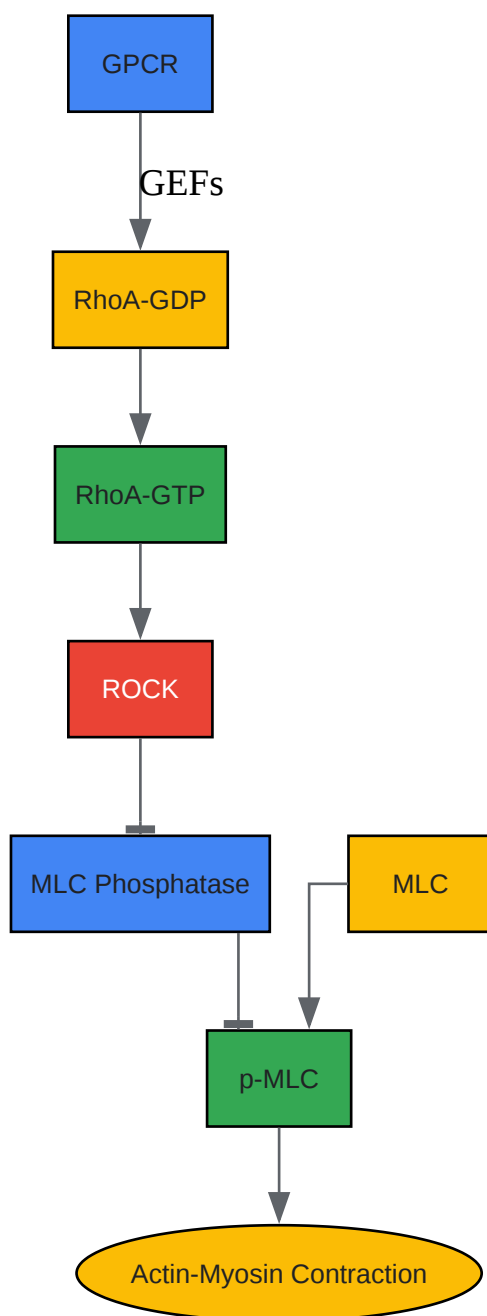 GPCR
GEFs
RhoA-GDP
RhoA-GTP
ROCK
MLC Phosphatase
MLC
p-MLC
Actin-Myosin Contraction